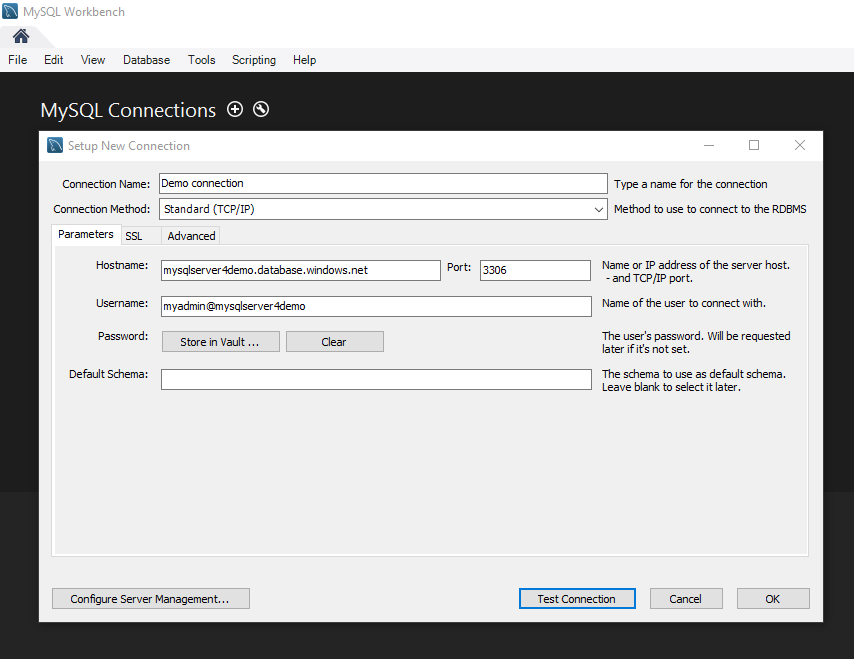 MySQL Workbench
File Edit View Database Tools Scripting Help
MySQL Connections
Setup New Connection
Connection Name: Demo connection Type a name for the connection
Connection Method: Standard (TCP/IP) Method to use to connect to the RDBMS
Parameters SSL Advanced
Hostname: mysqlserver4demo.database.windows.net Port: 3306 Name or IP address of the server host.
- and TCP/IP port.
Username: myadmin@mysqlserver4demo Name of the user to connect with.
Password: Store in Vault ... Clear The user's password. Will be requested
later if it's not set.
Default Schema: The schema to use as default schema.
Leave blank to select it later.
Configure Server Management... Test Connection Cancel OK